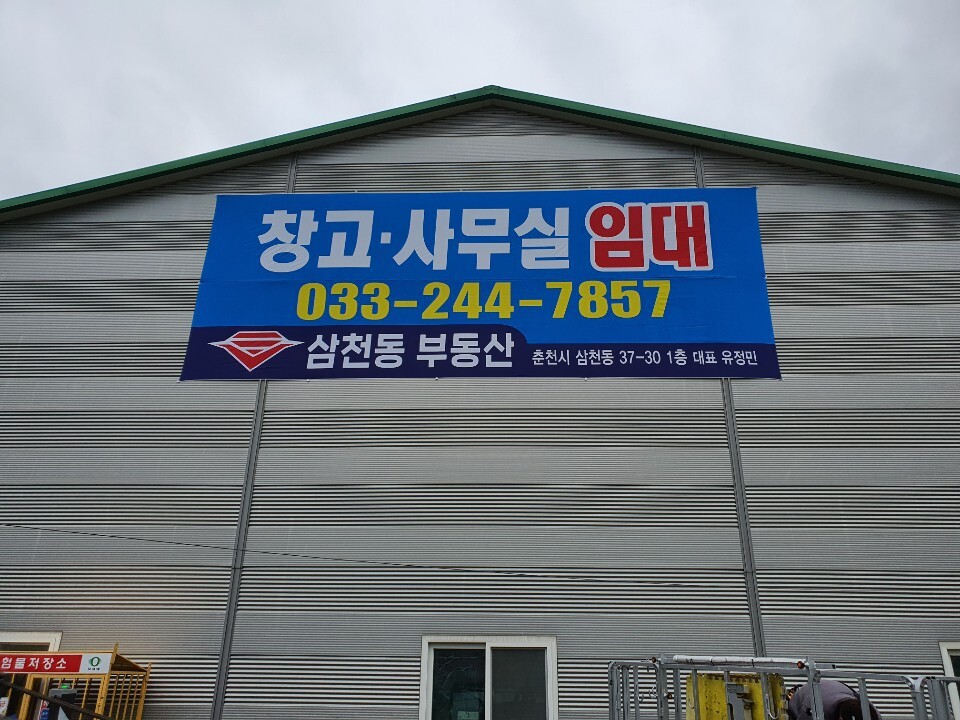 창고·사무실 임대
033-244-7857
삼천동 부동산 춘천시 삼천동 37-30 1층 대표 유정민
험물저장소